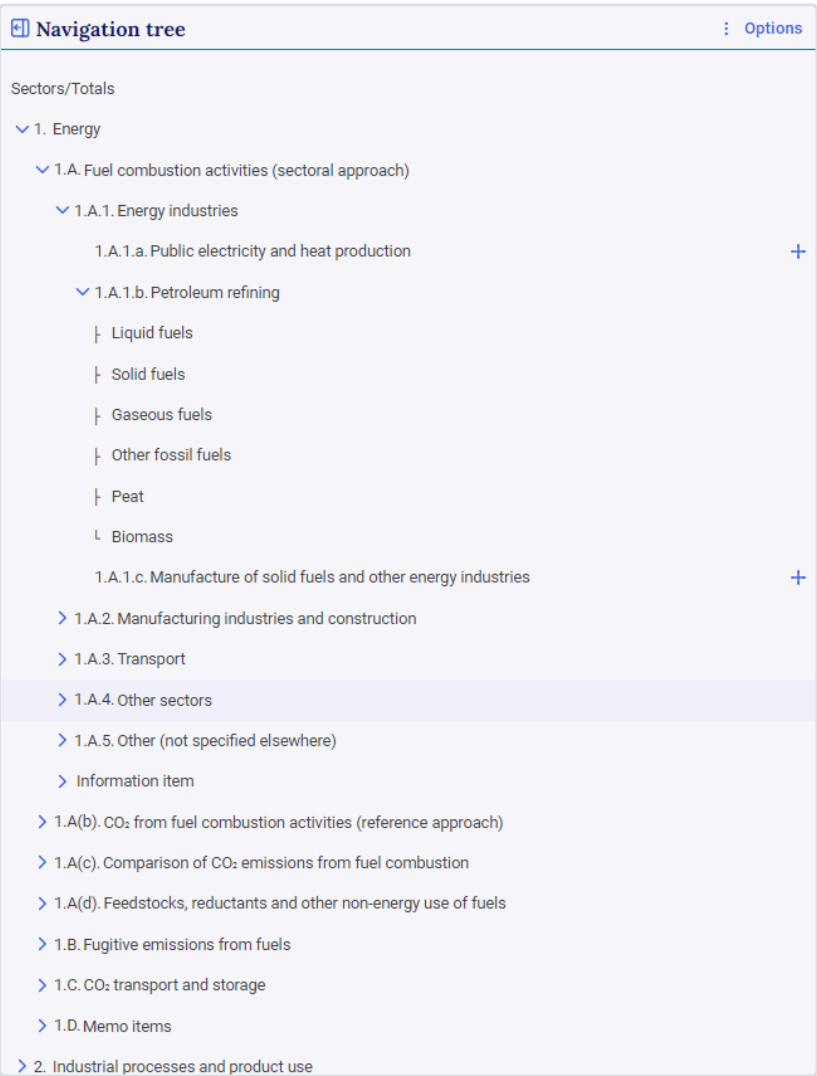 Navigation tree
Options
Sectors/Totals
1. Energy
1.A. Fuel combustion activities (sectoral approach)
1.A.1. Energy industries
1.A.1.a. Public electricity and heat production
1.A.1.b. Petroleum refining
Liquid fuels
Solid fuels
Gaseous fuels
Other fossil fuels
Peat
Biomass
1.A.1.c. Manufacture of solid fuels and other energy industries
1.A.2. Manufacturing industries and construction
1.A.3. Transport
1.A.4. Other sectors
1.A.5. Other (not specified elsewhere)
Information item
1.A(b). CO₂ from fuel combustion activities (reference approach)
1.A(c). Comparison of CO₂ emissions from fuel combustion
1.A(d). Feedstocks, reductants and other non-energy use of fuels
1.B. Fugitive emissions from fuels
1.C. CO₂ transport and storage
1.D. Memo items
2. Industrial processes and product use